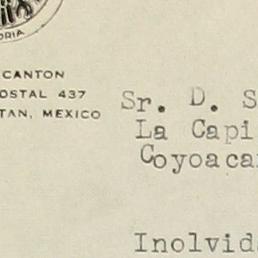 ORIA
CANTON
OSTAL 437
TAN, MEXICO
Sr. D. S
La Capi
Coyoaca
Inolvid